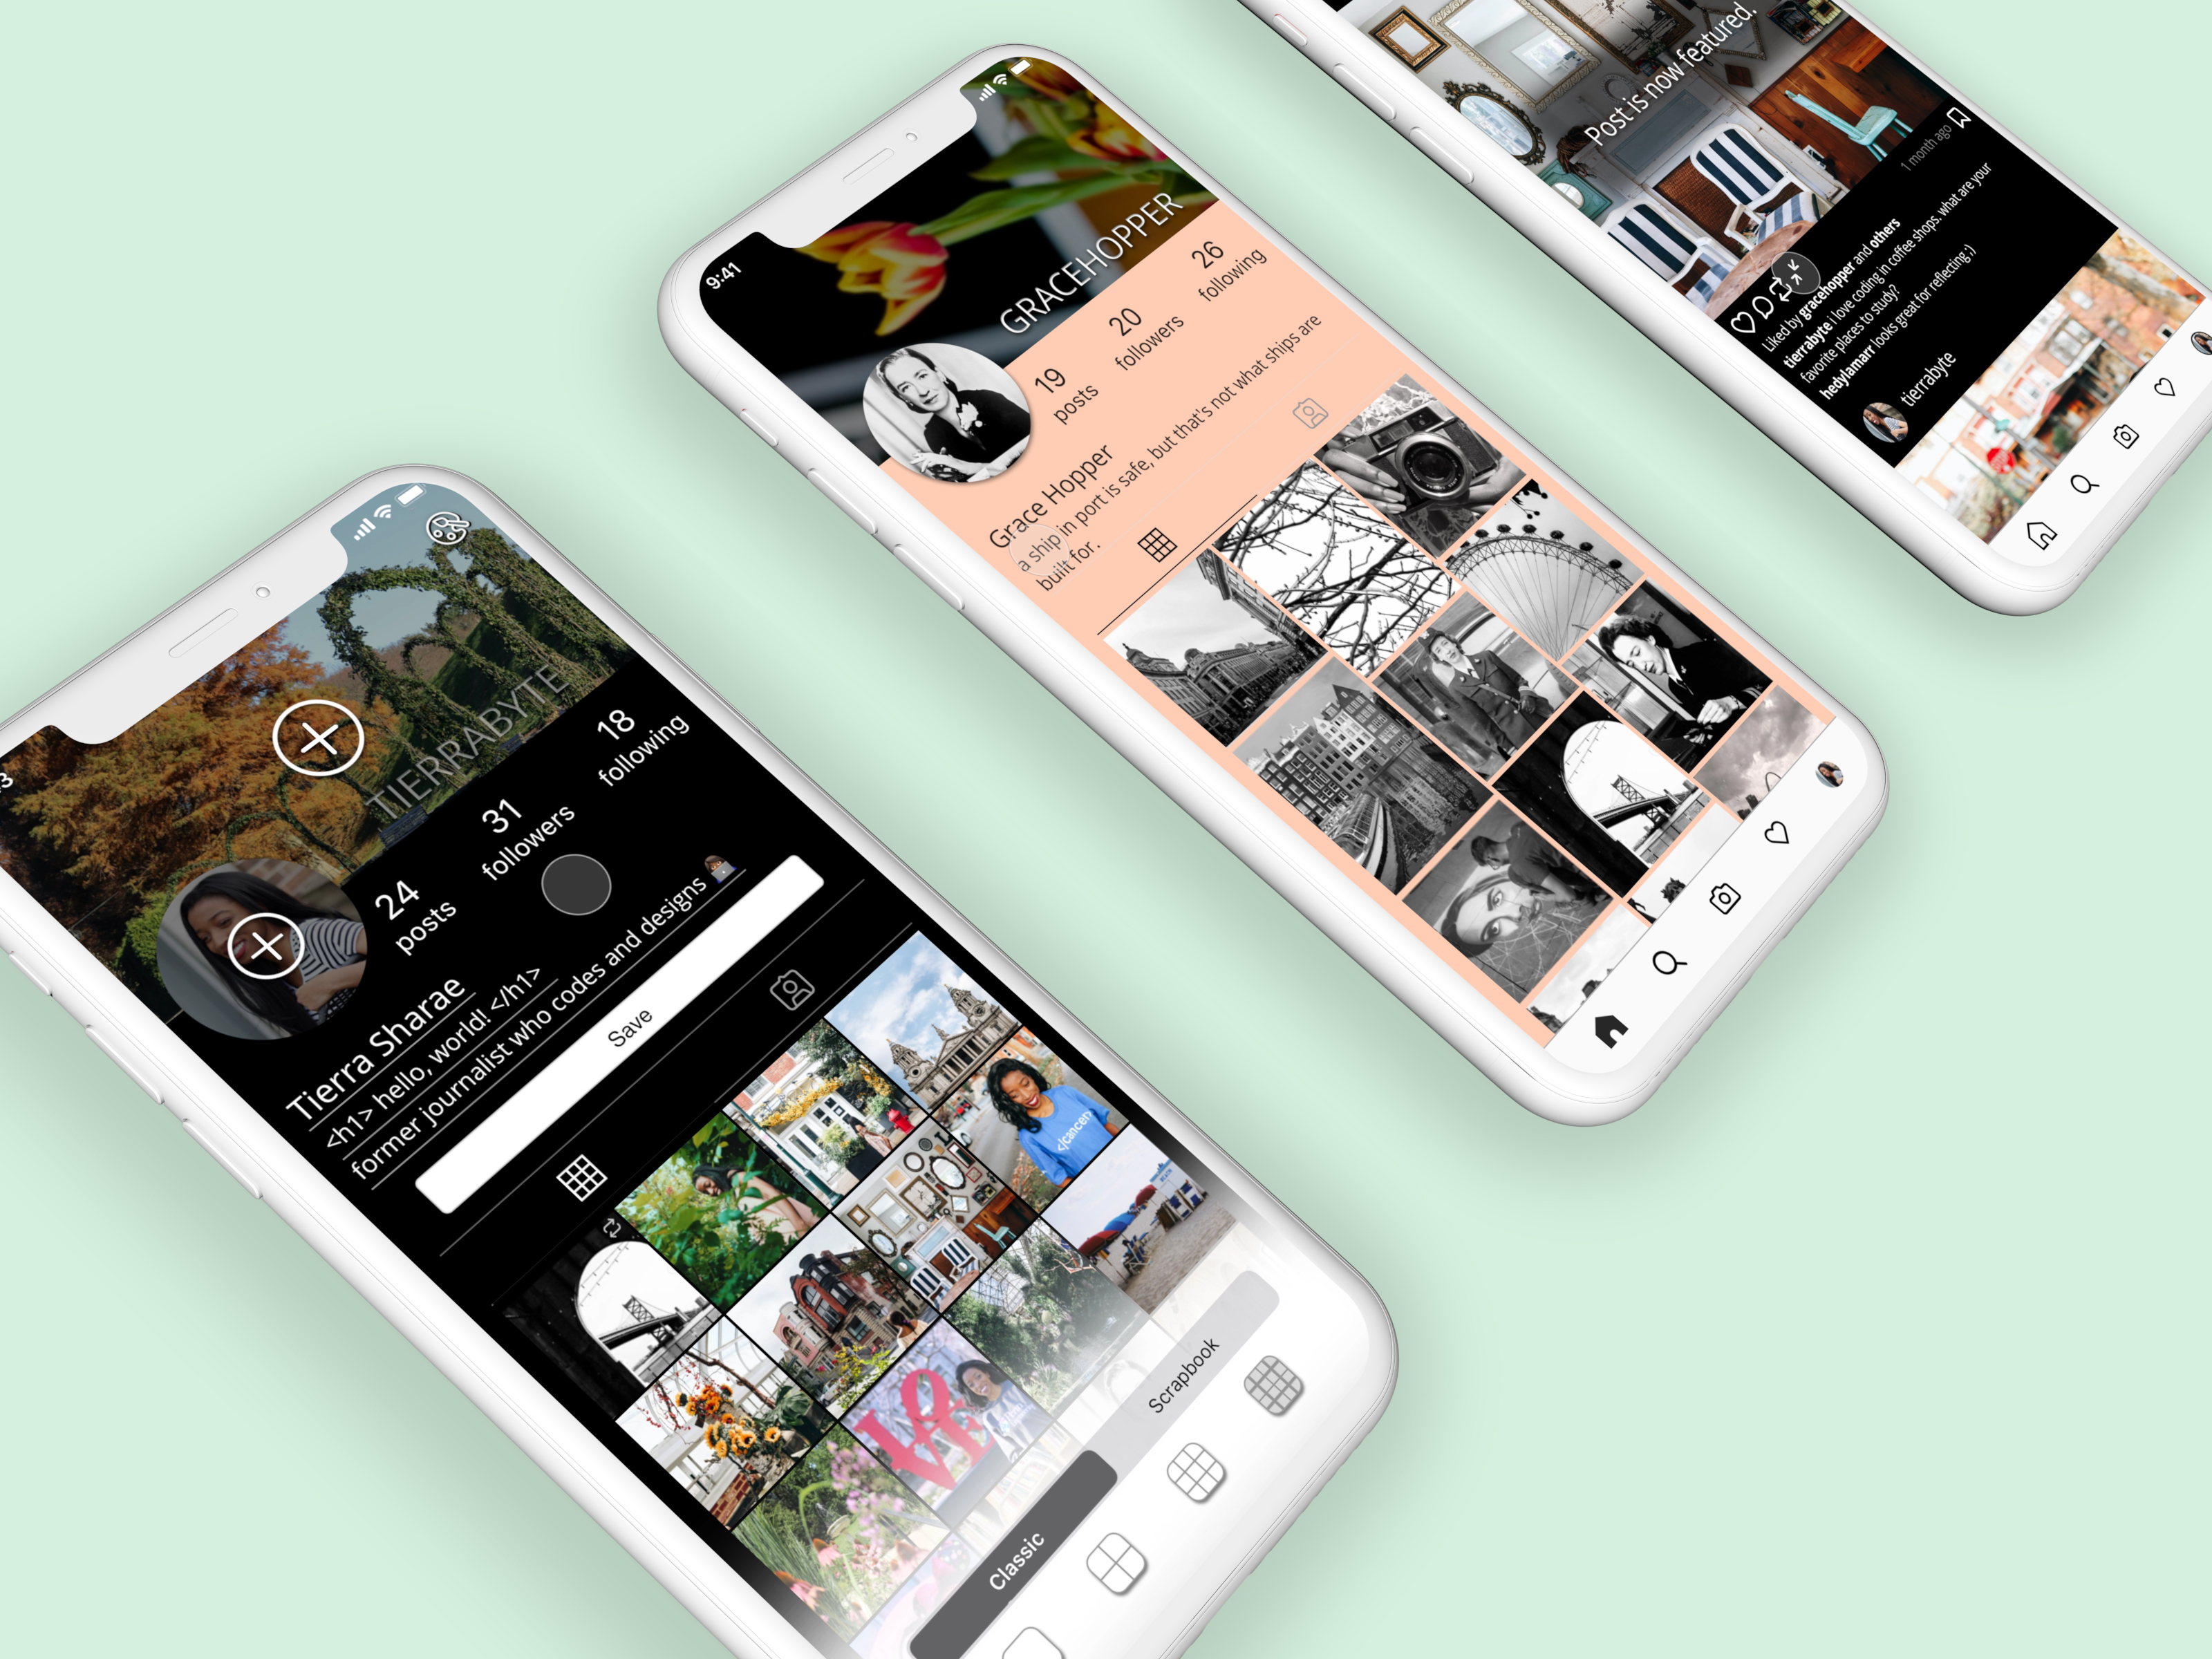 3
TIERRABYTE
24
posts
31
followers
18
following
Tierra Sharae
<h1> hello, world! </h1>
former journalist who codes and designs
Save
</cancer>
LOVE
Classic
Scrapbook
9:41
GRACEHOPPER
19
posts
20
followers
26
following
Grace Hopper
a ship in port is safe, but that's not what ships are
built for.
Post is now featured.
1 month ago
Liked by gracehopper and others
tierrabyte i love coding in coffee shops. what are your
favorite places to study?
hedylamarr looks great for reflecting ;)
tierrabyte